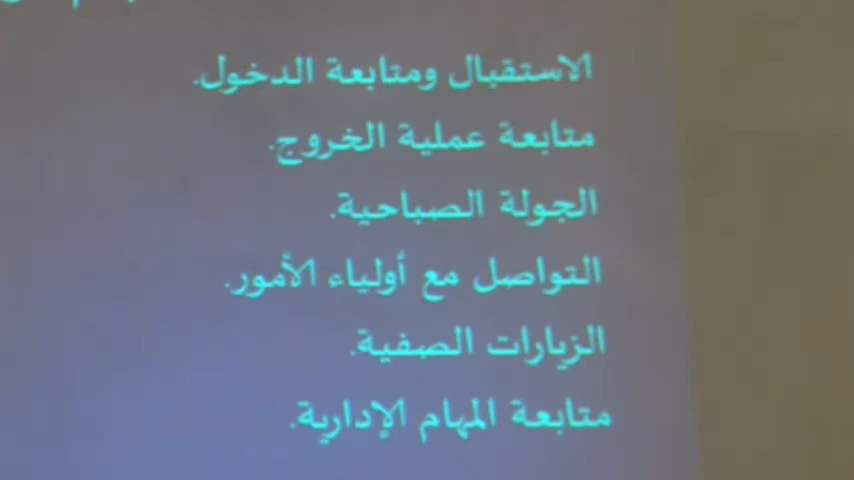 الاستقبال ومتابعة الدخول.
متابعة عملية الخروج.
الجولة الصباحية.
التواصل مع أولياء الأمور.
الزيارات الصفية.
متابعة المهام الإدارية.